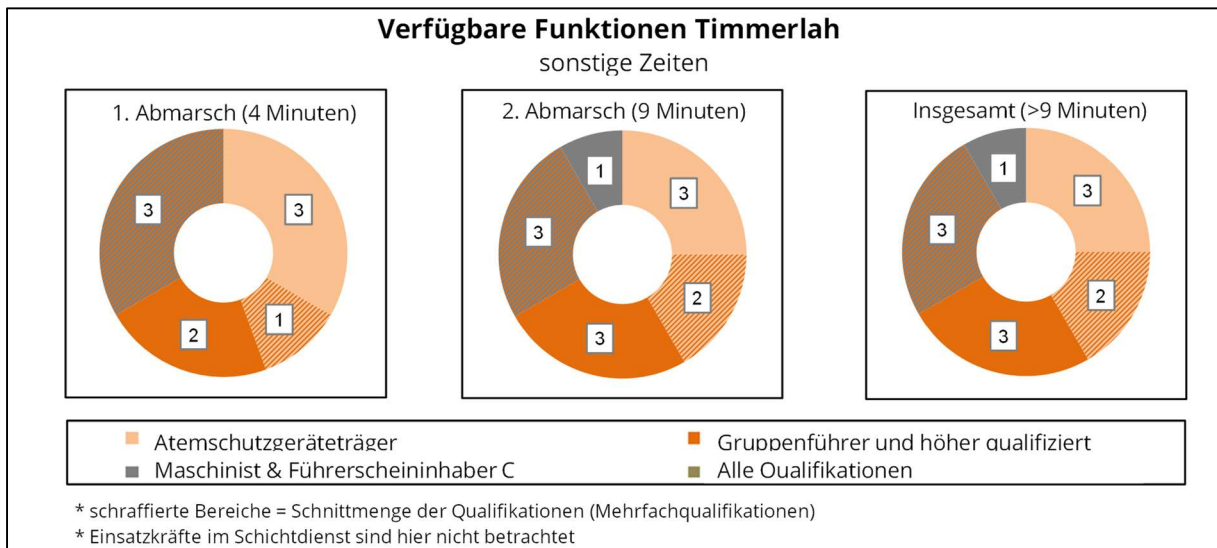 Verfügbare Funktionen Timmerlah
sonstige Zeiten
1. Abmarsch (4 Minuten)
3
3
1
2
2. Abmarsch (9 Minuten)
1
3
3
2
3
Insgesamt (>9 Minuten)
1
3
3
2
3
Atemschutzgeräteträger
Gruppenführer und höher qualifiziert
Maschinist & Führerscheininhaber C
Alle Qualifikationen
* schraffierte Bereiche = Schnittmenge der Qualifikationen (Mehrfachqualifikationen)
* Einsatzkräfte im Schichtdienst sind hier nicht betrachtet